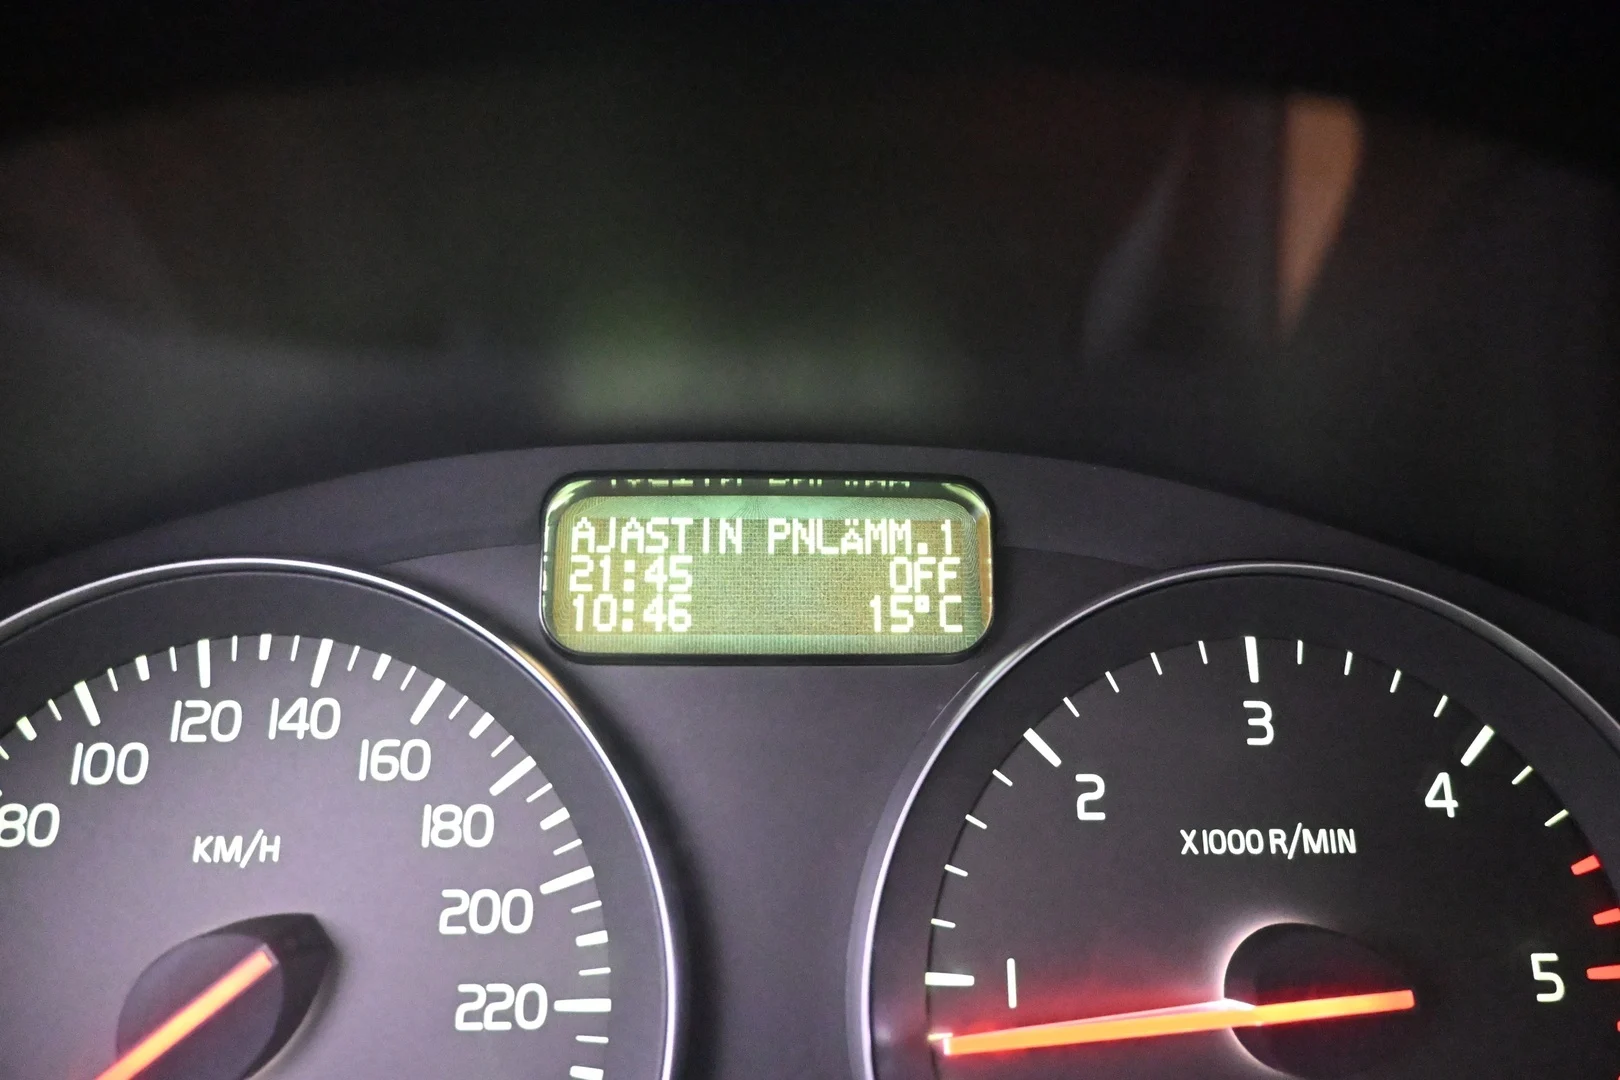 AJASTIN PNLÄMM.1
21:45 OFF
10:46 15°C
80 100 120 140 160 180 200 220
KM/H
1 2 3 4 5
X1000 R/MIN